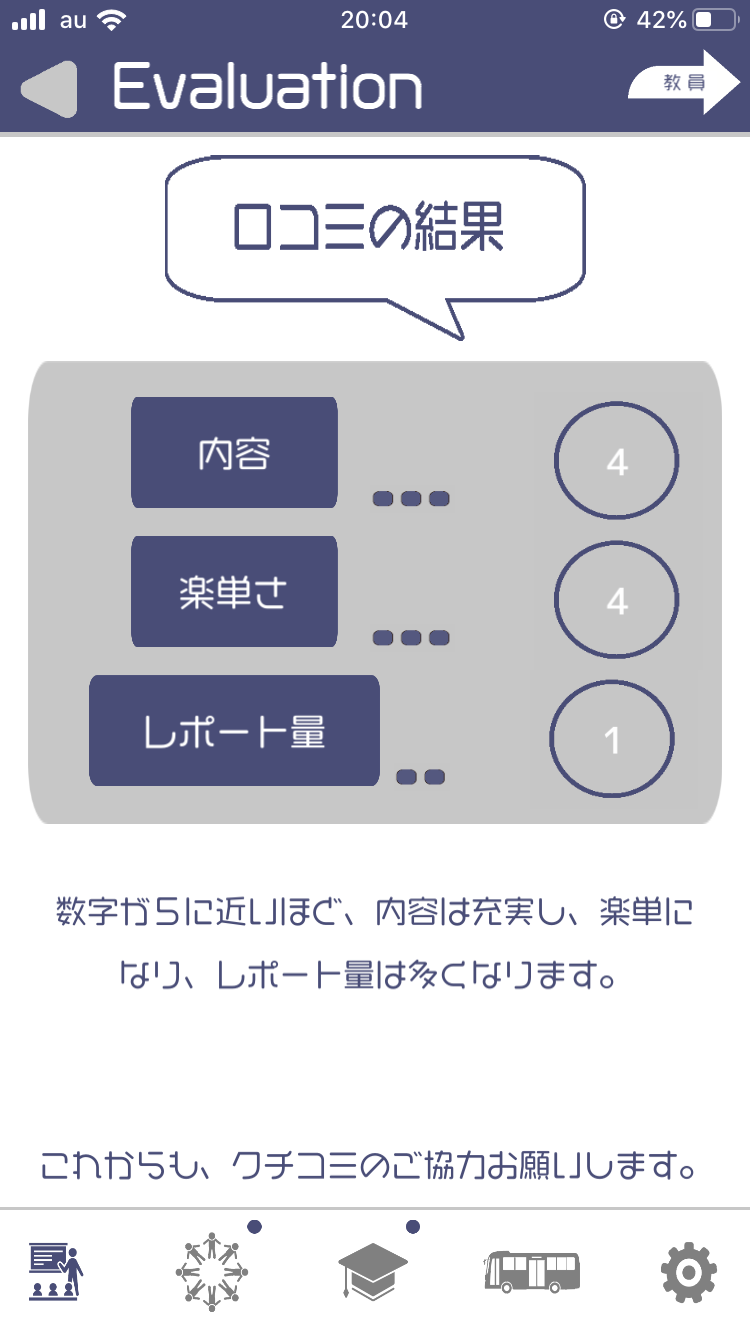 au 20:04 42%
Evaluation
教員
口コミの結果
内容 4
楽単さ 4
レポート量 1
数字が5に近いほど、内容は充実し、楽単に
なり、レポート量は多くなります。
これからも、クチコミのご協力お願いします。